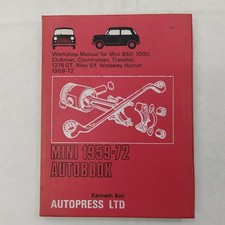 Workshop Manual for Mini 850, 1000,
Clubman, Countryman, Traveller,
1275 GT, Riley Elf, Wolseley Hornet
1959-72
MINI 1959-72
AUTOBOOK
Kenneth Ball
AUTOPRESS LTD